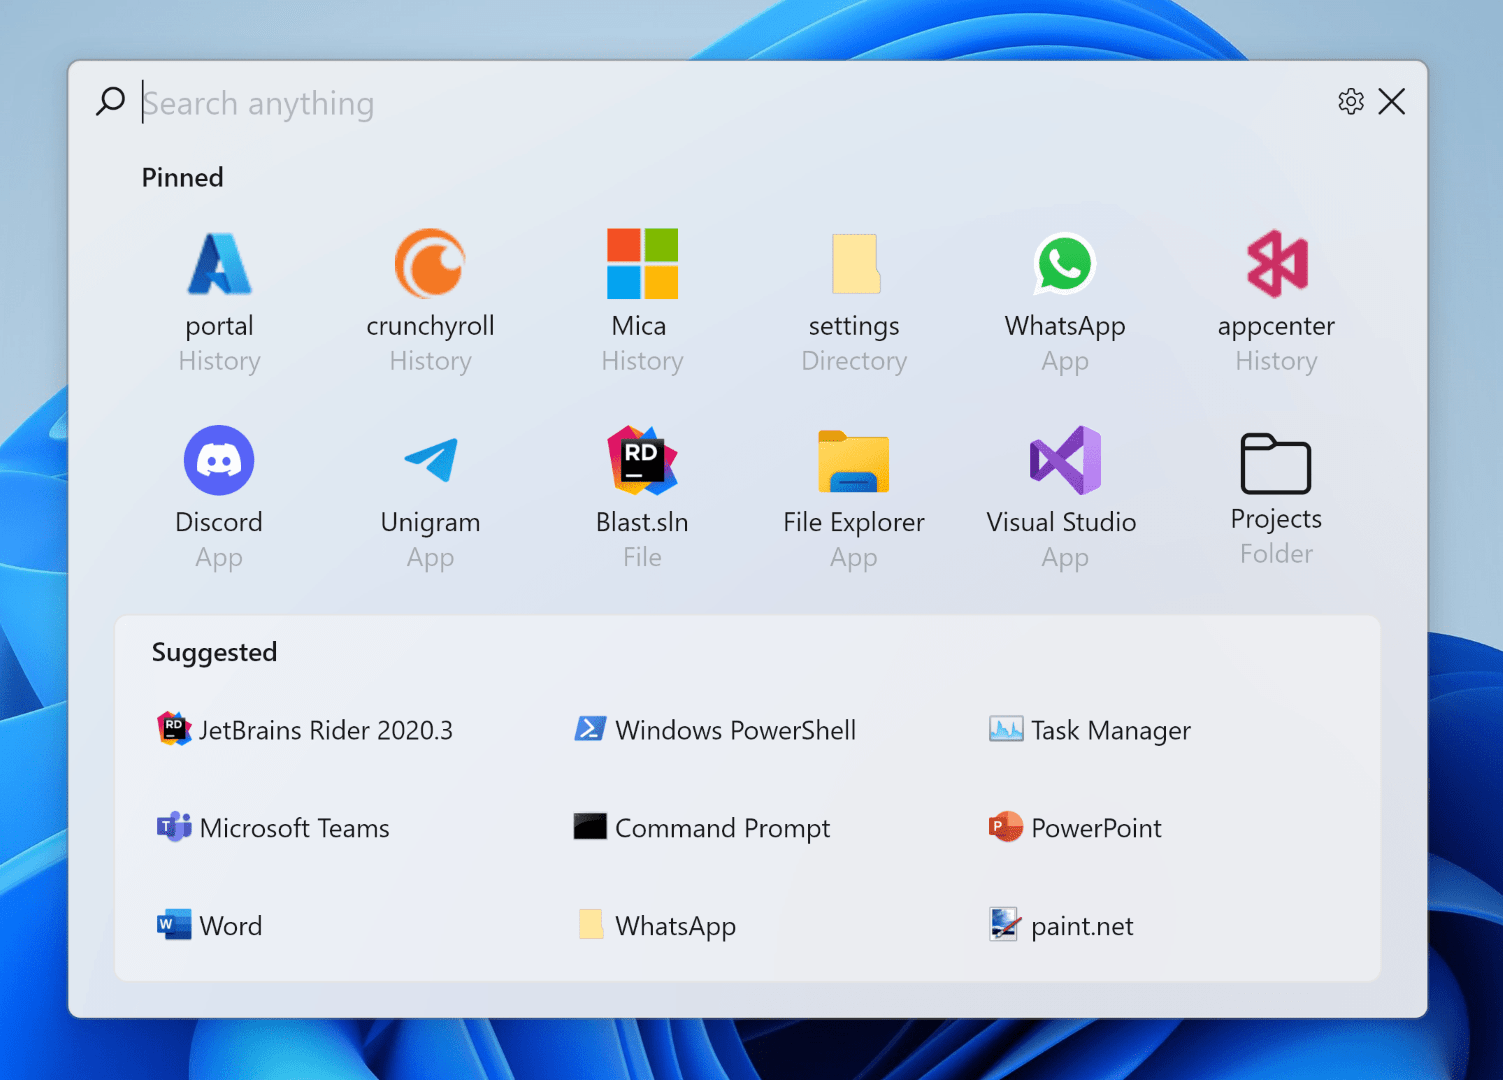 Search anything
Pinned
portal crunchyroll Mica settings WhatsApp appcenter
History History History Directory App History
RD
Discord Unigram Blast.sln File Explorer Visual Studio Projects
App App File App App Folder
Suggested
RD JetBrains Rider 2020.3 Windows PowerShell Task Manager
T Microsoft Teams Command Prompt P PowerPoint
W Word WhatsApp paint.net